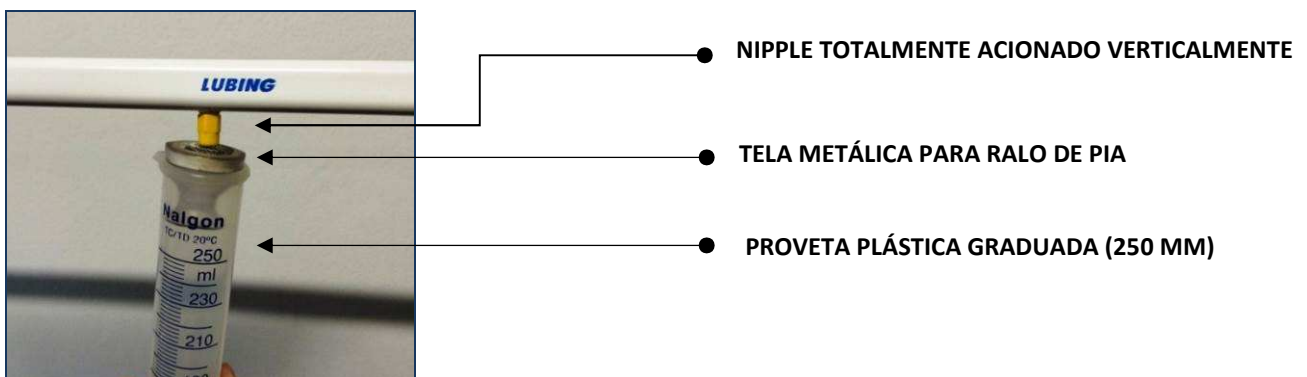 LUBING
NIPPLE TOTALMENTE ACIONADO VERTICALMENTE
TELA METÁLICA PARA RALO DE PIA
Nalgon
TC/TD 20°C
250
ml
230
210
PROVETA PLÁSTICA GRADUADA (250 MM)